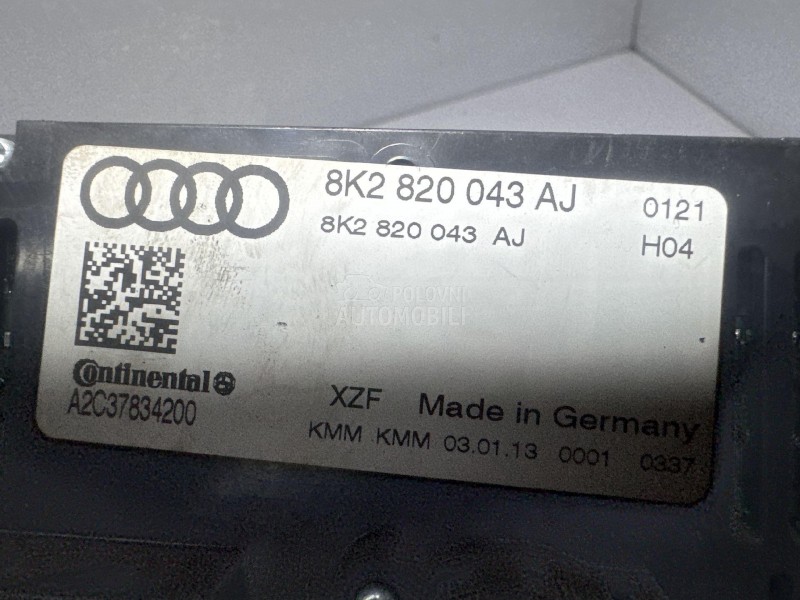 8K2 820 043 AJ 0121
8K2 820 043 AJ H04
POLOVNI
AUTOMOBILI
Continental
A2C37834200
XZF Made in Germany
KMM KMM 03.01.13 0001 0337